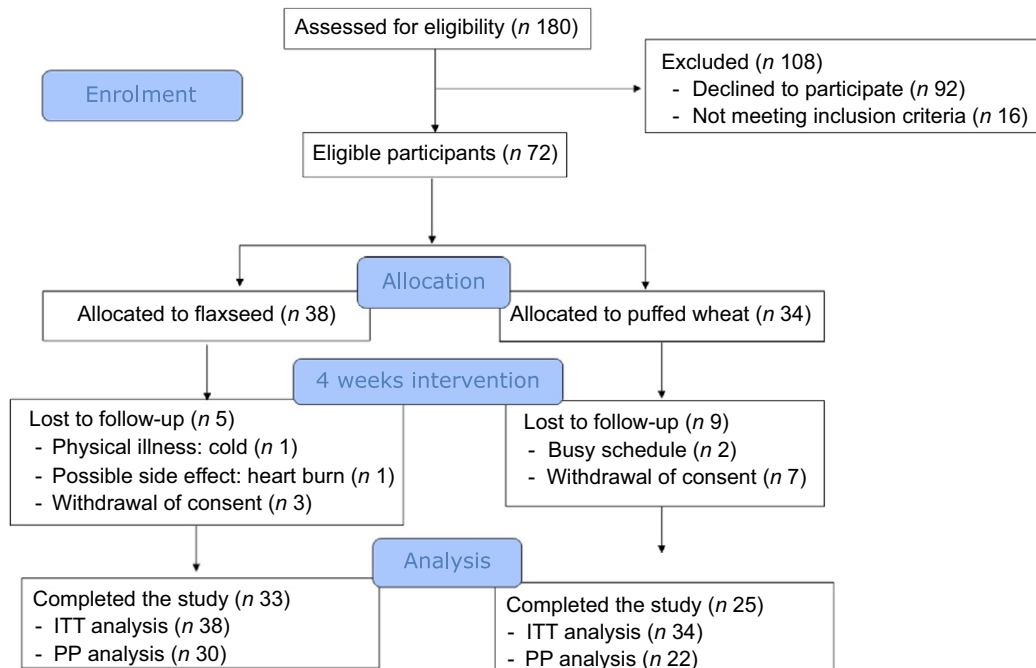 Assessed for eligibility (n 180)
Enrolment
Excluded (n 108)
- Declined to participate (n 92)
- Not meeting inclusion criteria (n 16)
Eligible participants (n 72)
Allocation
Allocated to flaxseed (n 38)
Allocated to puffed wheat (n 34)
4 weeks intervention
Lost to follow-up (n 5)
- Physical illness: cold (n 1)
- Possible side effect: heart burn (n 1)
- Withdrawal of consent (n 3)
Lost to follow-up (n 9)
- Busy schedule (n 2)
- Withdrawal of consent (n 7)
Analysis
Completed the study (n 33)
- ITT analysis (n 38)
- PP analysis (n 30)
Completed the study (n 25)
- ITT analysis (n 34)
- PP analysis (n 22)